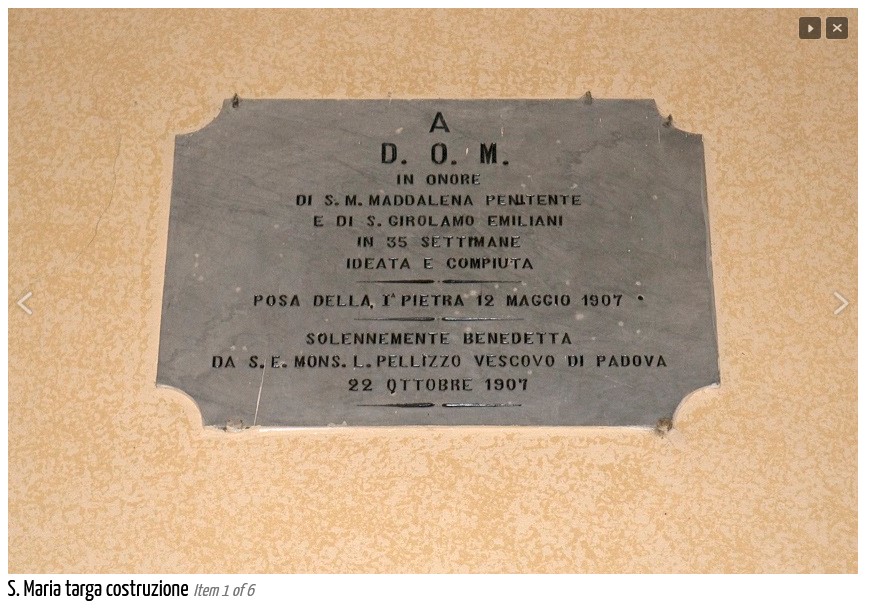 A
D. O. M.
IN ONORE
DI S. M. MADDALENA PENITENTE
E DI S. GIROLAMO EMILIANI
IN 35 SETTIMANE
IDEATA E COMPIUTA
POSA DELLA Iª PIETRA 12 MAGGIO 1907
SOLENNEMENTE BENEDETTA
DA S. E. MONS. L. PELLIZZO VESCOVO DI PADOVA
22 OTTOBRE 1907
S. Maria targa costruzione Item 1 of 6